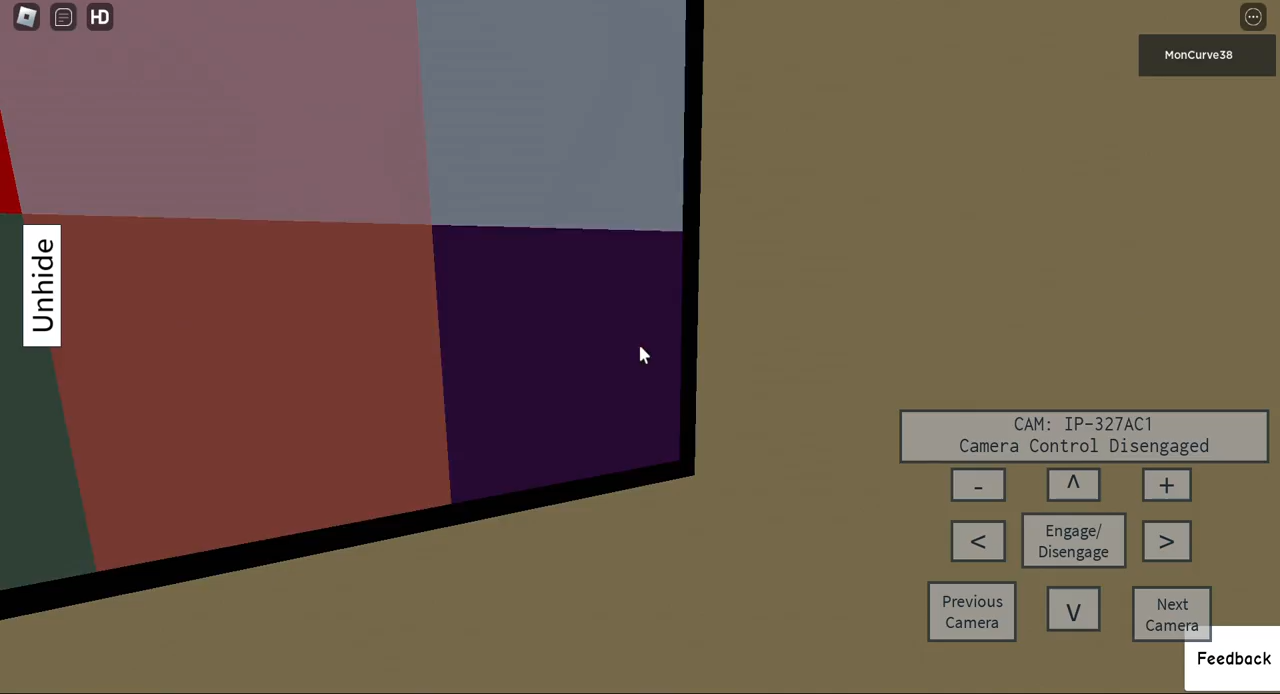 HD
MonCurve38
Unhide
CAM: IP-327AC1
Camera Control Disengaged
- ^ +
<
Engage/
Disengage
>
Previous
Camera
V
Next
Camera
Feedback